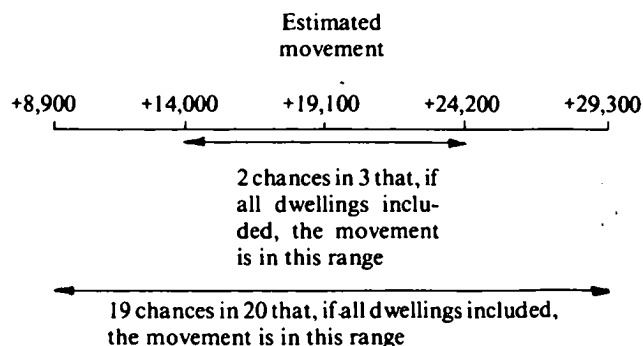 Estimated
movement
+8,900 +14,000 +19,100 +24,200 +29,300
2 chances in 3 that, if
all dwellings inclu-
ded, the movement
is in this range
19 chances in 20 that, if all dwellings included,
the movement is in this range